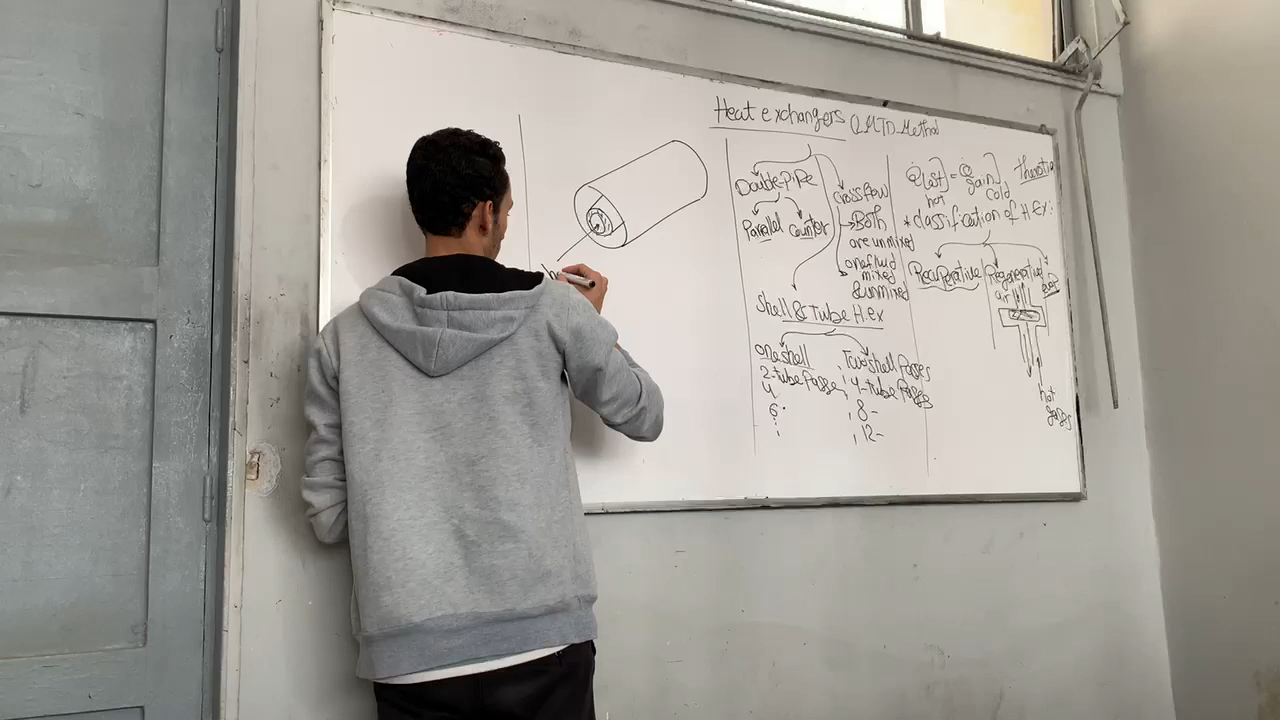 Heat exchangers LMTD Method
Double-Pipe
Parallel
Counter
cross flow
Both
are unmixed
one fluid
mixed
& unmixed
Shell & Tube H.Ex
one shell
2-tube Passe
4
6
Two shell Passes
4-tube Passes
8-
12-
Q lost] = Q gain]
hot cold
* classification of H.Ex:
Recuperative
Regenerative
air
hot
gases